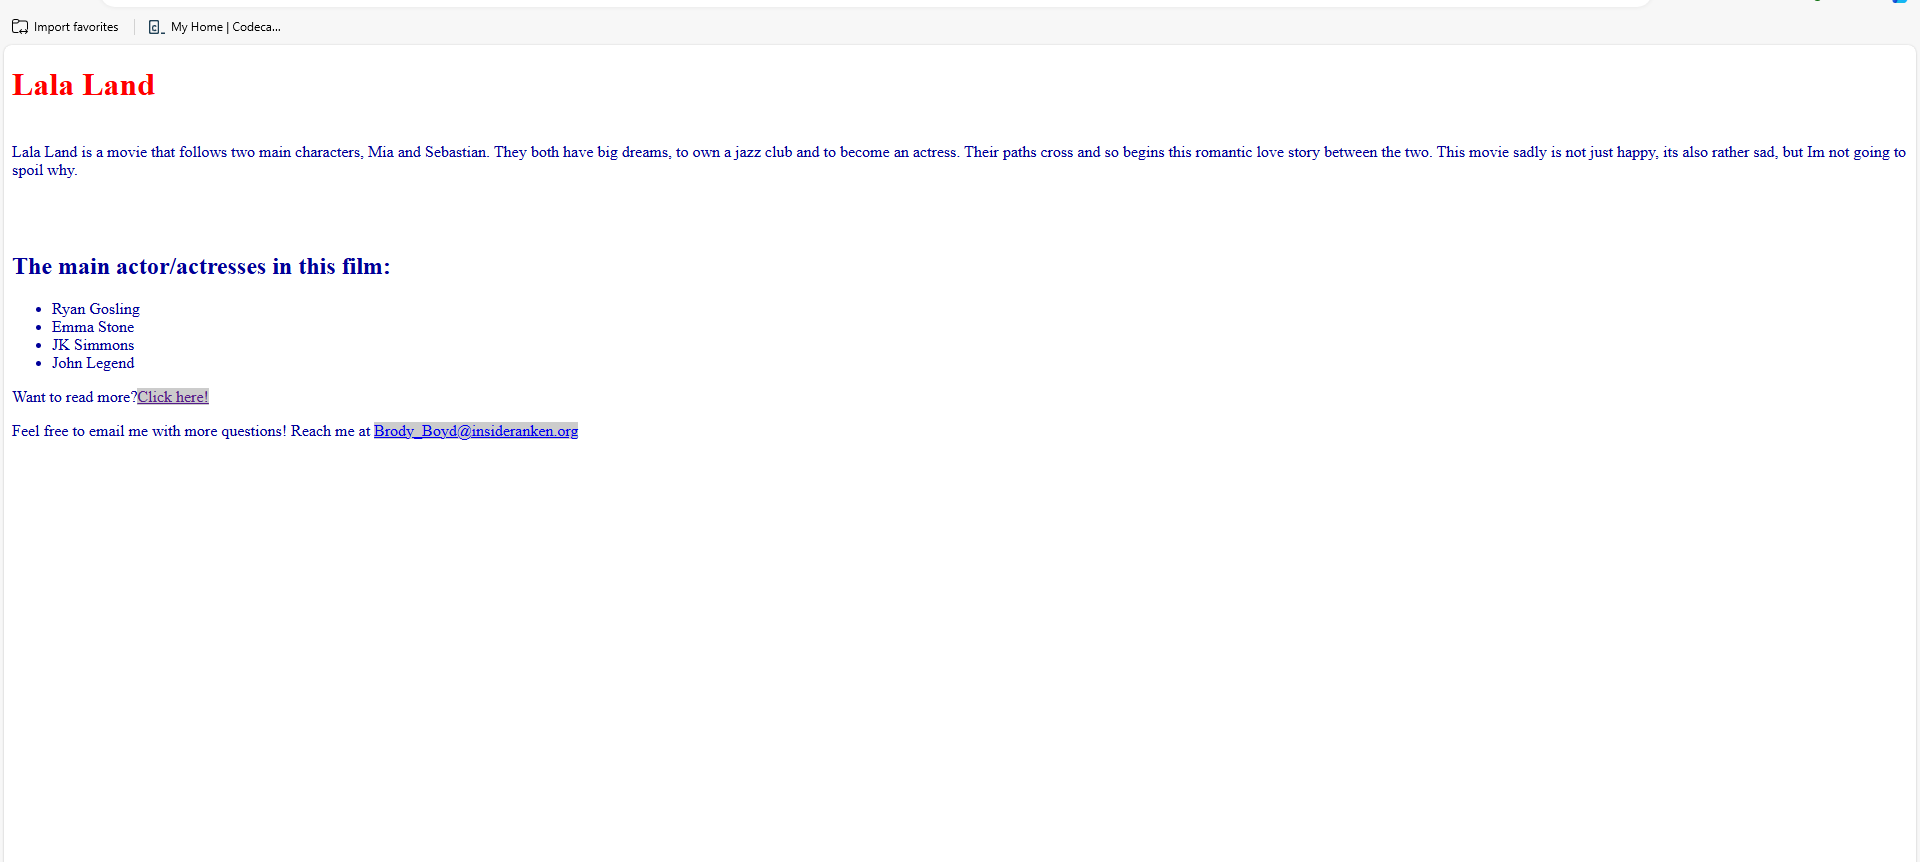 Import favorites
My Home | Codeca...
Lala Land
Lala Land is a movie that follows two main characters, Mia and Sebastian. They both have big dreams, to own a jazz club and to become an actress. Their paths cross and so begins this romantic love story between the two. This movie sadly is not just happy, its also rather sad, but Im not going to
spoil why.
The main actor/actresses in this film:
Ryan Gosling
Emma Stone
JK Simmons
John Legend
Want to read more?Click here!
Feel free to email me with more questions! Reach me at Brody_Boyd@insideranken.org